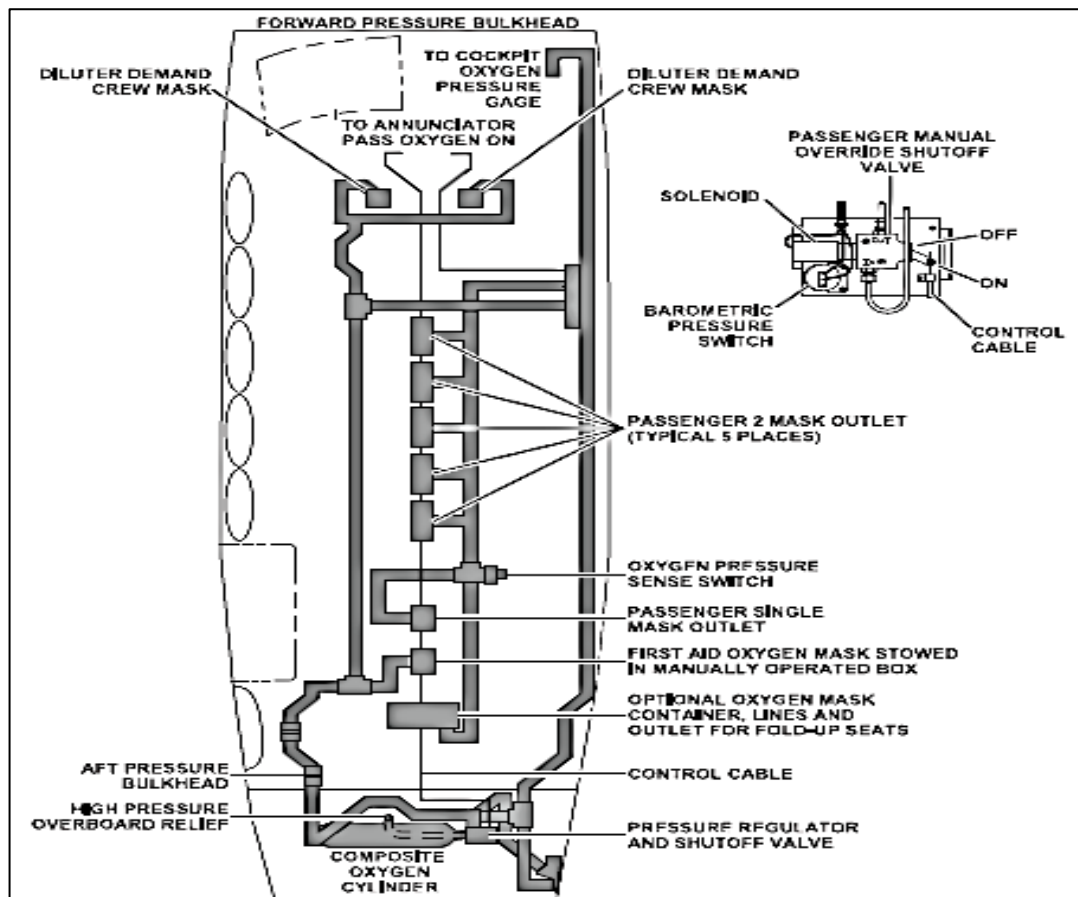 FORWARD PRESSURE BULKHEAD
DILUTER DEMAND
CREW MASK
TO COCKPIT
OXYGEN
PRESSURE
GAGE
DILUTER DEMAND
CREW MASK
TO ANNUNCIATOR
PASS OXYGEN ON
PASSENGER MANUAL
OVERRIDE SHUTOFF
VALVE
SOLENOID
OUT
OFF
IN
ON
BAROMETRIC
PRESSURE
SWITCH
CONTROL
CABLE
PASSENGER 2 MASK OUTLET
(TYPICAL 5 PLACES)
OXYGEN PRESSURE
SENSE SWITCH
PASSENGER SINGLE
MASK OUTLET
FIRST AID OXYGEN MASK STOWED
IN MANUALLY OPERATED BOX
OPTIONAL OXYGEN MASK
CONTAINER, LINES AND
OUTLET FOR FOLD-UP SEATS
AFT PRESSURE
BULKHEAD
CONTROL CABLE
HIGH PRESSURE
OVERBOARD RELIEF
PRESSURE REGULATOR
AND SHUTOFF VALVE
COMPOSITE
OXYGEN
CYLINDER